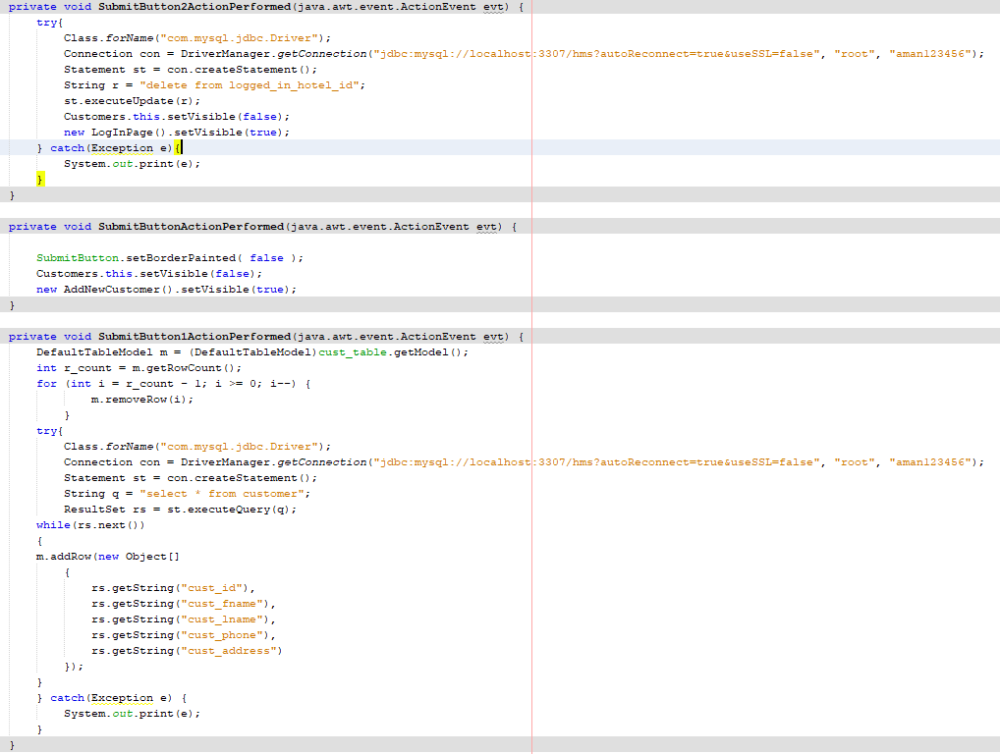 private void SubmitButton2ActionPerformed(java.awt.event.ActionEvent evt) {
try{
Class.forName("com.mysql.jdbc.Driver");
Connection con = DriverManager.getConnection("jdbc:mysql://localhost:3307/hms?autoReconnect=true&useSSL=false", "root", "aman123456");
Statement st = con.createStatement();
String r = "delete from logged_in_hotel_id";
st.executeUpdate(r);
Customers.this.setVisible(false);
new LogInPage().setVisible(true);
} catch(Exception e){
System.out.print(e);
}
}
private void SubmitButtonActionPerformed(java.awt.event.ActionEvent evt) {
SubmitButton.setBorderPainted( false );
Customers.this.setVisible(false);
new AddNewCustomer().setVisible(true);
}
private void SubmitButton1ActionPerformed(java.awt.event.ActionEvent evt) {
DefaultTableModel m = (DefaultTableModel)cust_table.getModel();
int r_count = m.getRowCount();
for (int i = r_count - 1; i >= 0; i--) {
m.removeRow(i);
}
try{
Class.forName("com.mysql.jdbc.Driver");
Connection con = DriverManager.getConnection("jdbc:mysql://localhost:3307/hms?autoReconnect=true&useSSL=false", "root", "aman123456");
Statement st = con.createStatement();
String q = "select * from customer";
ResultSet rs = st.executeQuery(q);
while(rs.next())
{
m.addRow(new Object[]
{
rs.getString("cust_id"),
rs.getString("cust_fname"),
rs.getString("cust_lname"),
rs.getString("cust_phone"),
rs.getString("cust_address")
});
}
} catch(Exception e) {
System.out.print(e);
}
}